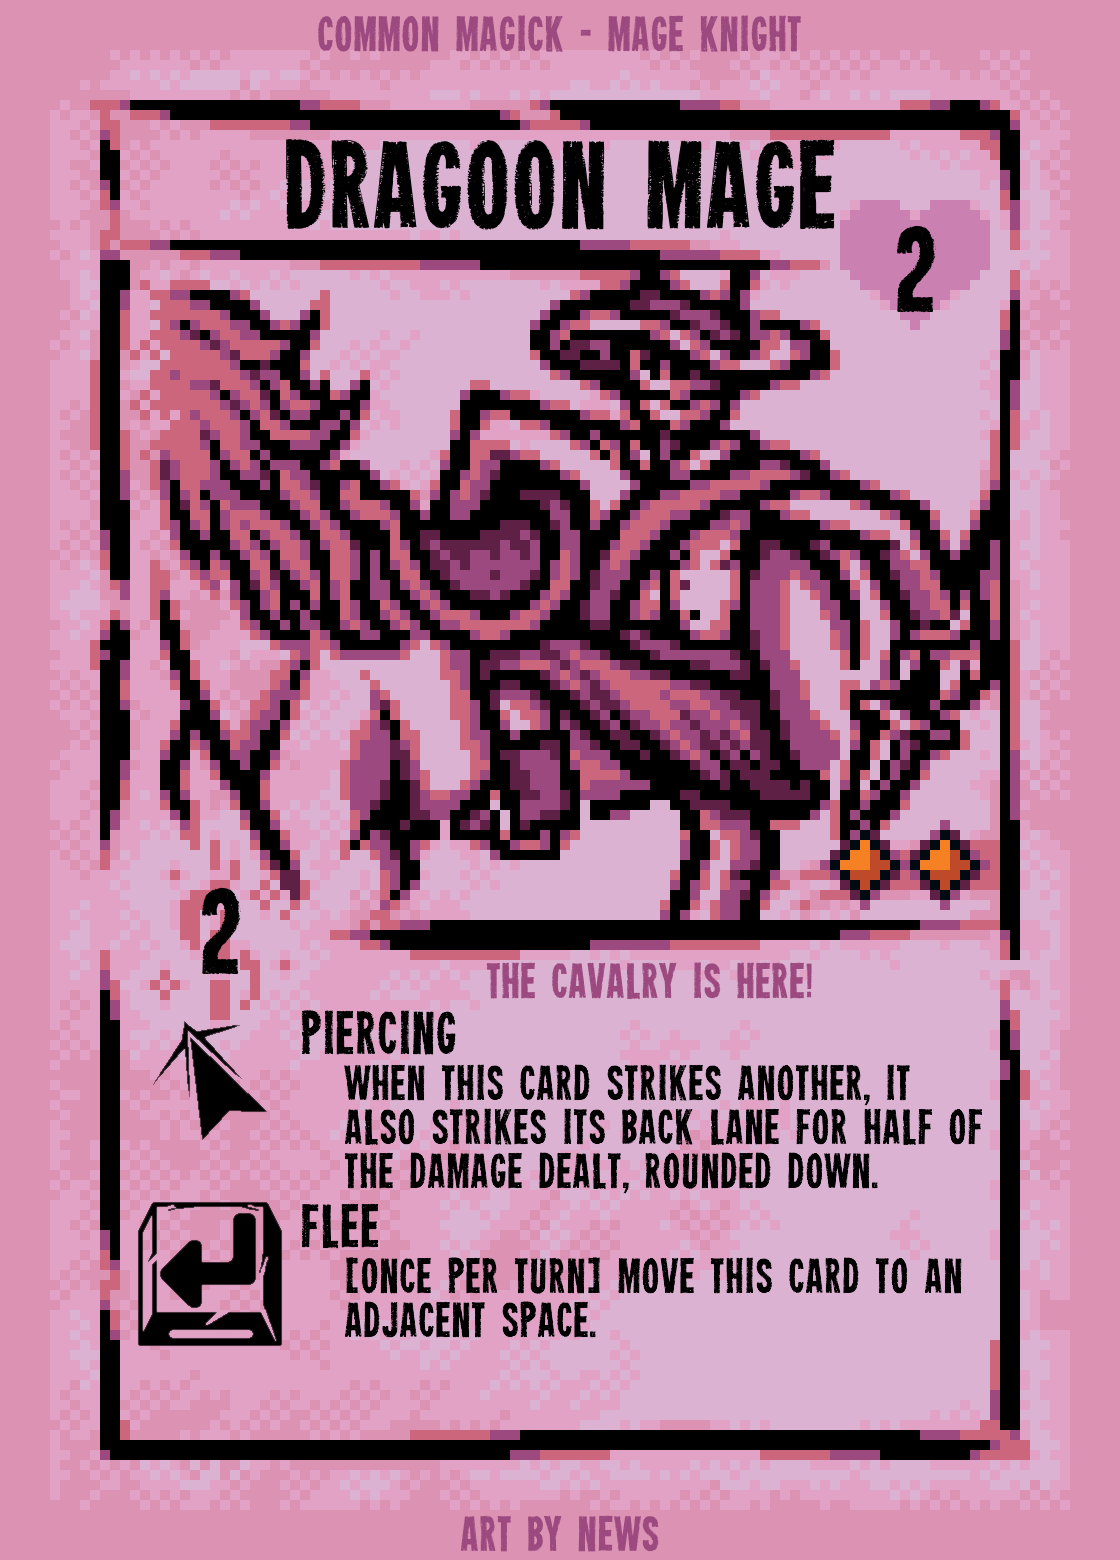 COMMON MAGICK - MAGE KNIGHT
DRAGOON MAGE
2
2
THE CAVALRY IS HERE!
PIERCING
WHEN THIS CARD STRIKES ANOTHER, IT
ALSO STRIKES ITS BACK LANE FOR HALF OF
THE DAMAGE DEALT, ROUNDED DOWN.
FLEE
[ONCE PER TURN] MOVE THIS CARD TO AN
ADJACENT SPACE.
ART BY NEWS